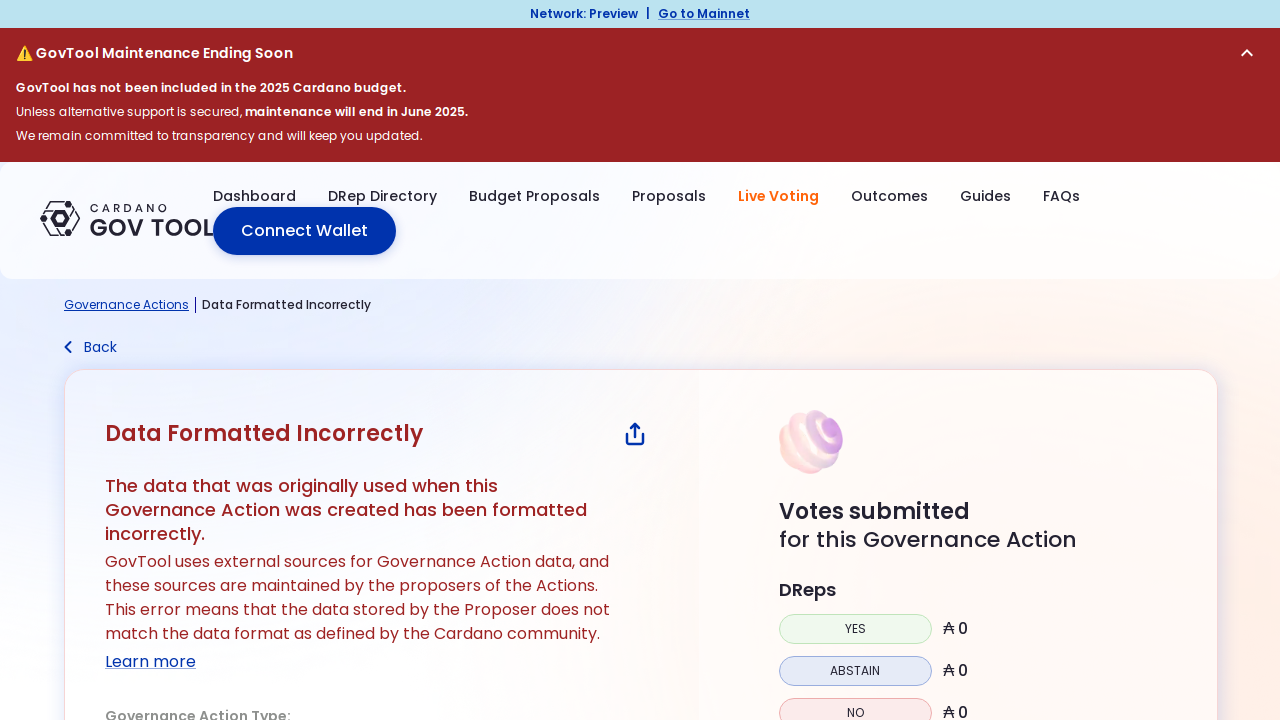 Network: Preview | Go to Mainnet
⚠️ GovTool Maintenance Ending Soon
GovTool has not been included in the 2025 Cardano budget.
Unless alternative support is secured, maintenance will end in June 2025.
We remain committed to transparency and will keep you updated.
CARDANO
GOV TOOL
Dashboard DRep Directory Budget Proposals Proposals Live Voting Outcomes Guides FAQs
Connect Wallet
Governance Actions | Data Formatted Incorrectly
Back
Data Formatted Incorrectly
The data that was originally used when this
Governance Action was created has been formatted
incorrectly.
GovTool uses external sources for Governance Action data, and
these sources are maintained by the proposers of the Actions.
This error means that the data stored by the Proposer does not
match the data format as defined by the Cardano community.
Learn more
Governance Action Type:
Votes submitted
for this Governance Action
DReps
YES ₳ 0
ABSTAIN ₳ 0
NO ₳ 0